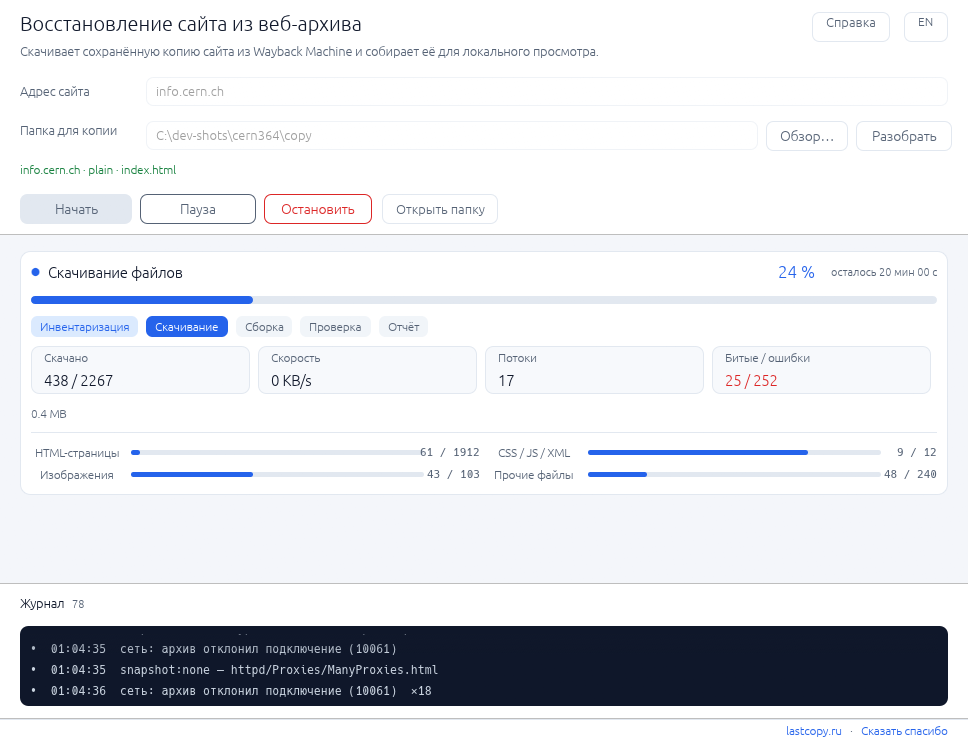 Восстановление сайта из веб-архива
Справка
EN
Скачивает сохранённую копию сайта из Wayback Machine и собирает её для локального просмотра.
Адрес сайта
info.cern.ch
Папка для копии
C:\dev-shots\cern364\copy
Обзор…
Разобрать
info.cern.ch · plain · index.html
Начать
Пауза
Остановить
Открыть папку
Скачивание файлов
24 %
осталось 20 мин 00 с
Инвентаризация
Скачивание
Сборка
Проверка
Отчёт
Скачано
438 / 2267
Скорость
0 KB/s
Потоки
17
Битые / ошибки
25 / 252
0.4 MB
HTML-страницы
61 / 1912
CSS / JS / XML
9 / 12
Изображения
43 / 103
Прочие файлы
48 / 240
Журнал 78
• 01:04:35 сеть: архив отклонил подключение (10061)
• 01:04:35 snapshot:none — httpd/Proxies/ManyProxies.html
• 01:04:36 сеть: архив отклонил подключение (10061) ×18
lastcopy.ru · Сказать спасибо